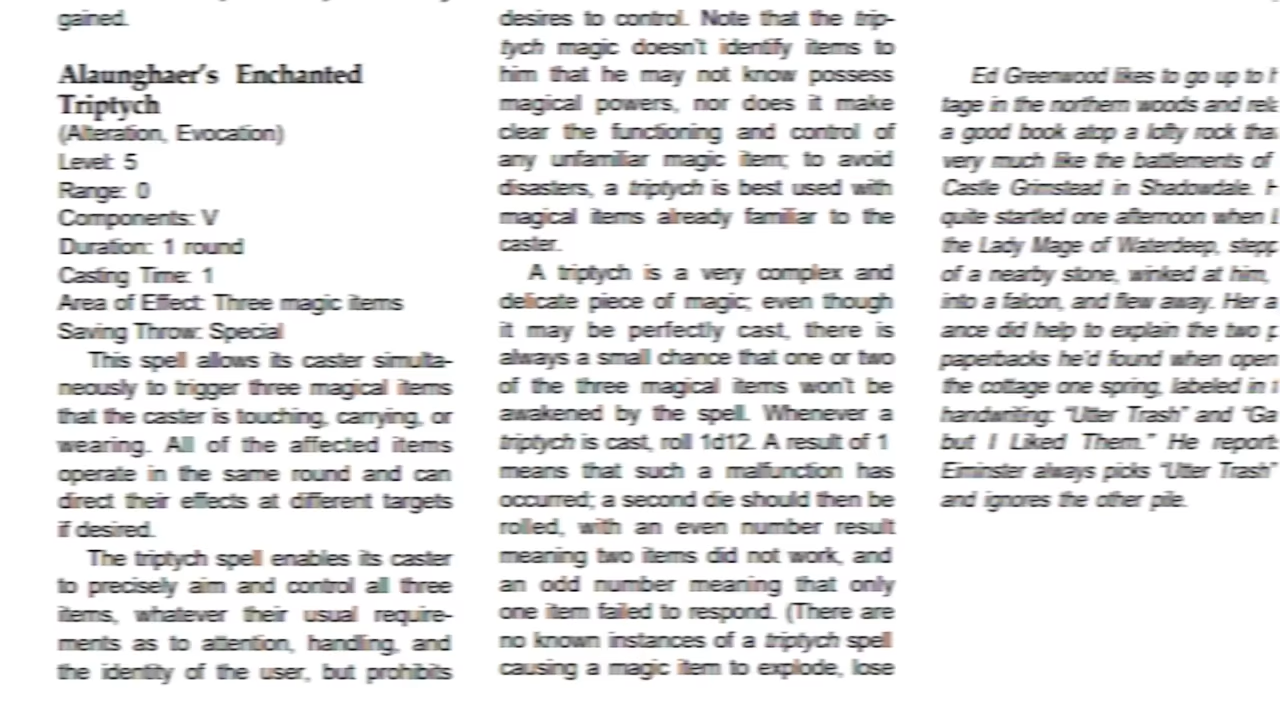 gained.
Alaunghaer's Enchanted
Triptych
(Alteration, Evocation)
Level: 5
Range: 0
Components: V
Duration: 1 round
Casting Time: 1
Area of Effect: Three magic items
Saving Throw: Special
This spell allows its caster simulta-
neously to trigger three magical items
that the caster is touching, carrying, or
wearing. All of the affected items
operate in the same round and can
direct their effects at different targets
if desired.
The triptych spell enables its caster
to precisely aim and control all three
items, whatever their usual require-
ments as to attention, handling, and
the identity of the user, but prohibits
desires to control. Note that the trip-
tych magic doesn't identify items to
him that he may not know possess
magical powers, nor does it make
clear the functioning and control of
any unfamiliar magic item; to avoid
disasters, a triptych is best used with
magical items already familiar to the
caster.
A triptych is a very complex and
delicate piece of magic; even though
it may be perfectly cast, there is
always a small chance that one or two
of the three magical items won't be
awakened by the spell. Whenever a
triptych is cast, roll 1d12. A result of 1
means that such a malfunction has
occurred; a second die should then be
rolled, with an even number result
meaning two items did not work, and
an odd number meaning that only
one item failed to respond. (There are
no known instances of a triptych spell
causing a magic item to explode, lose
Ed Greenwood likes to go up to
tage in the northern woods and
a good book atop a lofty rock
very much like the battlements of
Castle Grimstead in Shadowdale.
quite startled one afternoon when
the Lady Mage of Waterdeep,
of a nearby stone, winked at him,
into a falcon, and flew away. Her
ance did help to explain the two
paperbacks he'd found when
the cottage one spring, labeled in
handwriting: "Utter Trash" and
but I Liked Them." He
Elminster always picks "Utter Trash"
and ignores the other pile.